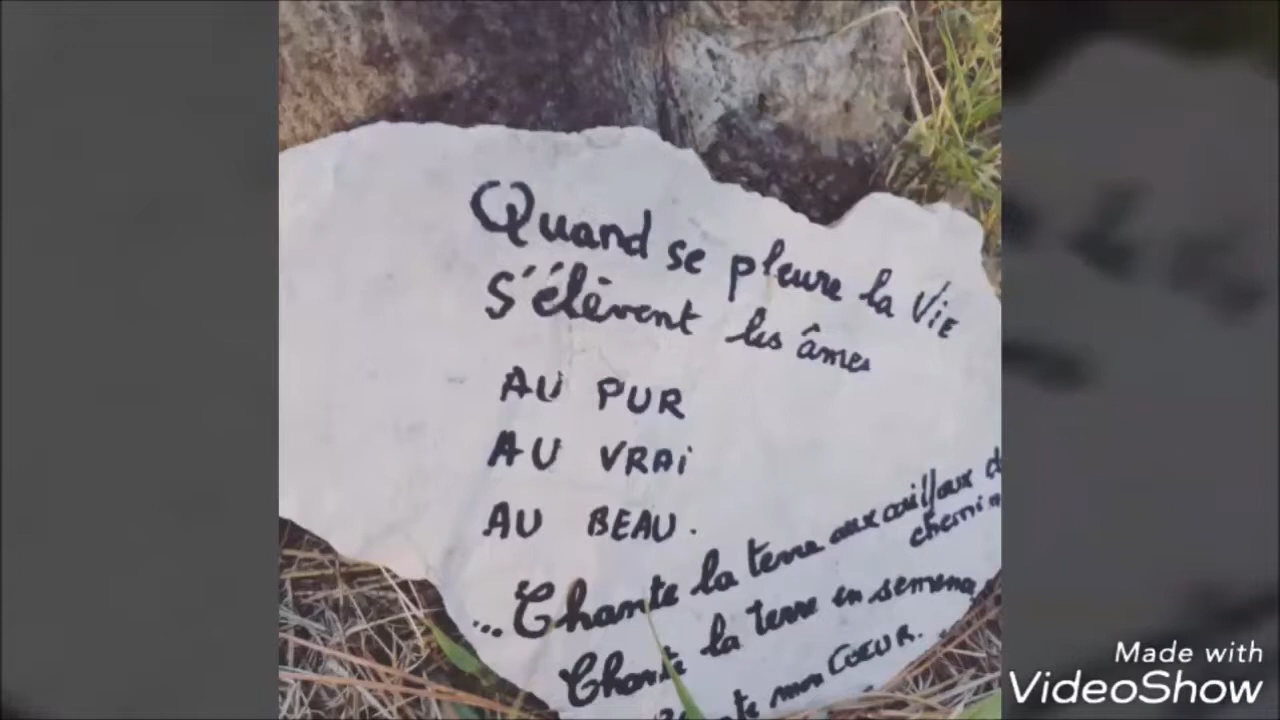 Quand se pleure la ViE
S'élèvent les âmes
AU PUR
AU VRAi
AU BEAU.
...Chante la terre aux cailloux
chemin
Chante la terre en
mon COEUR.
Made with
VideoShow